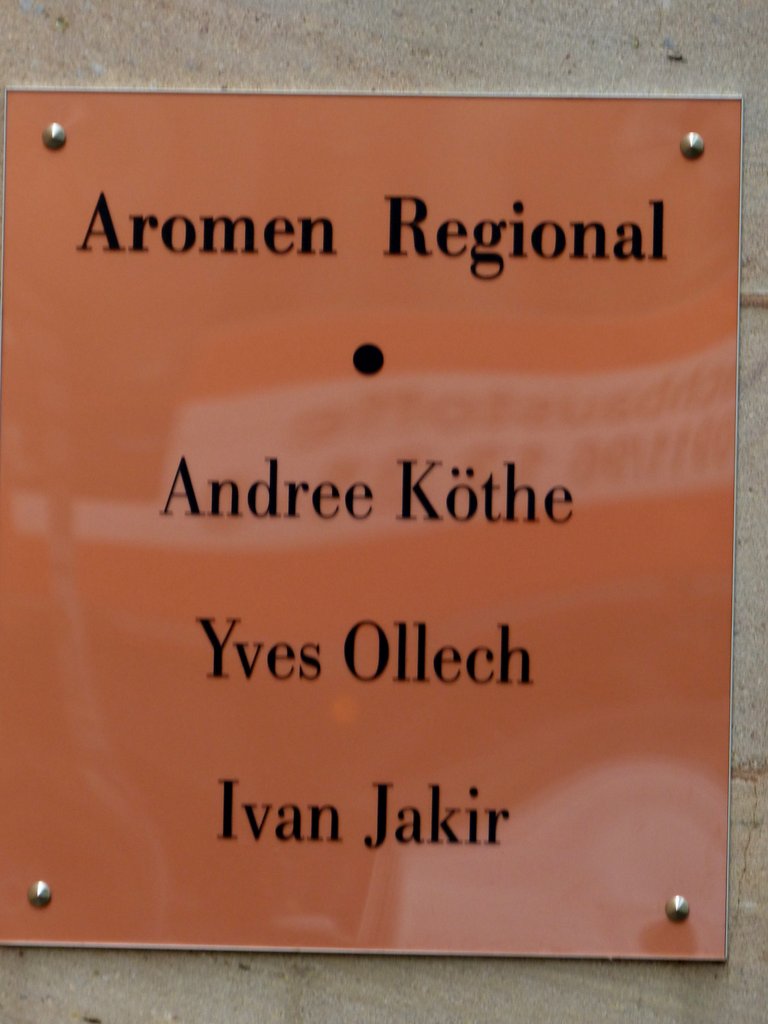 Aromen Regional
•
Andree Köthe
Yves Ollech
Ivan Jakir